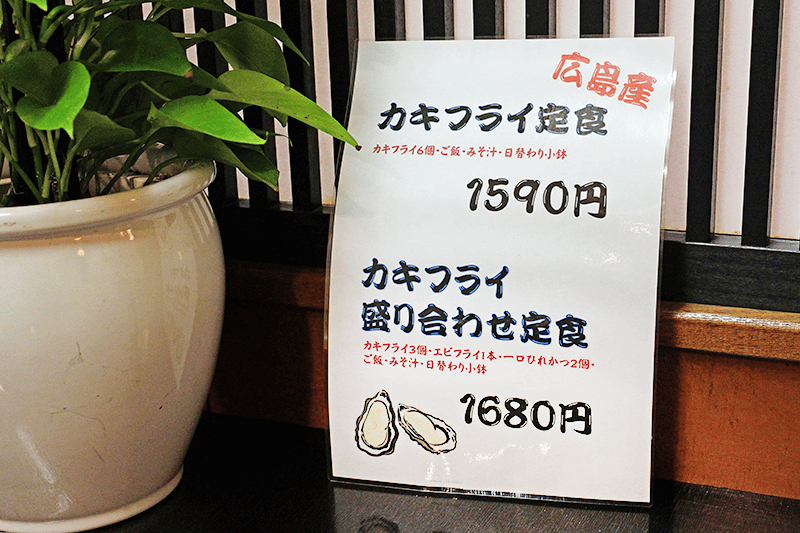 広島産
カキフライ定食
カキフライ6個・ご飯・みそ汁・日替わり小鉢
1590円
カキフライ
盛り合わせ定食
カキフライ3個・エビフライ1本・一口ひれかつ2個・
ご飯・みそ汁・日替わり小鉢
1680円